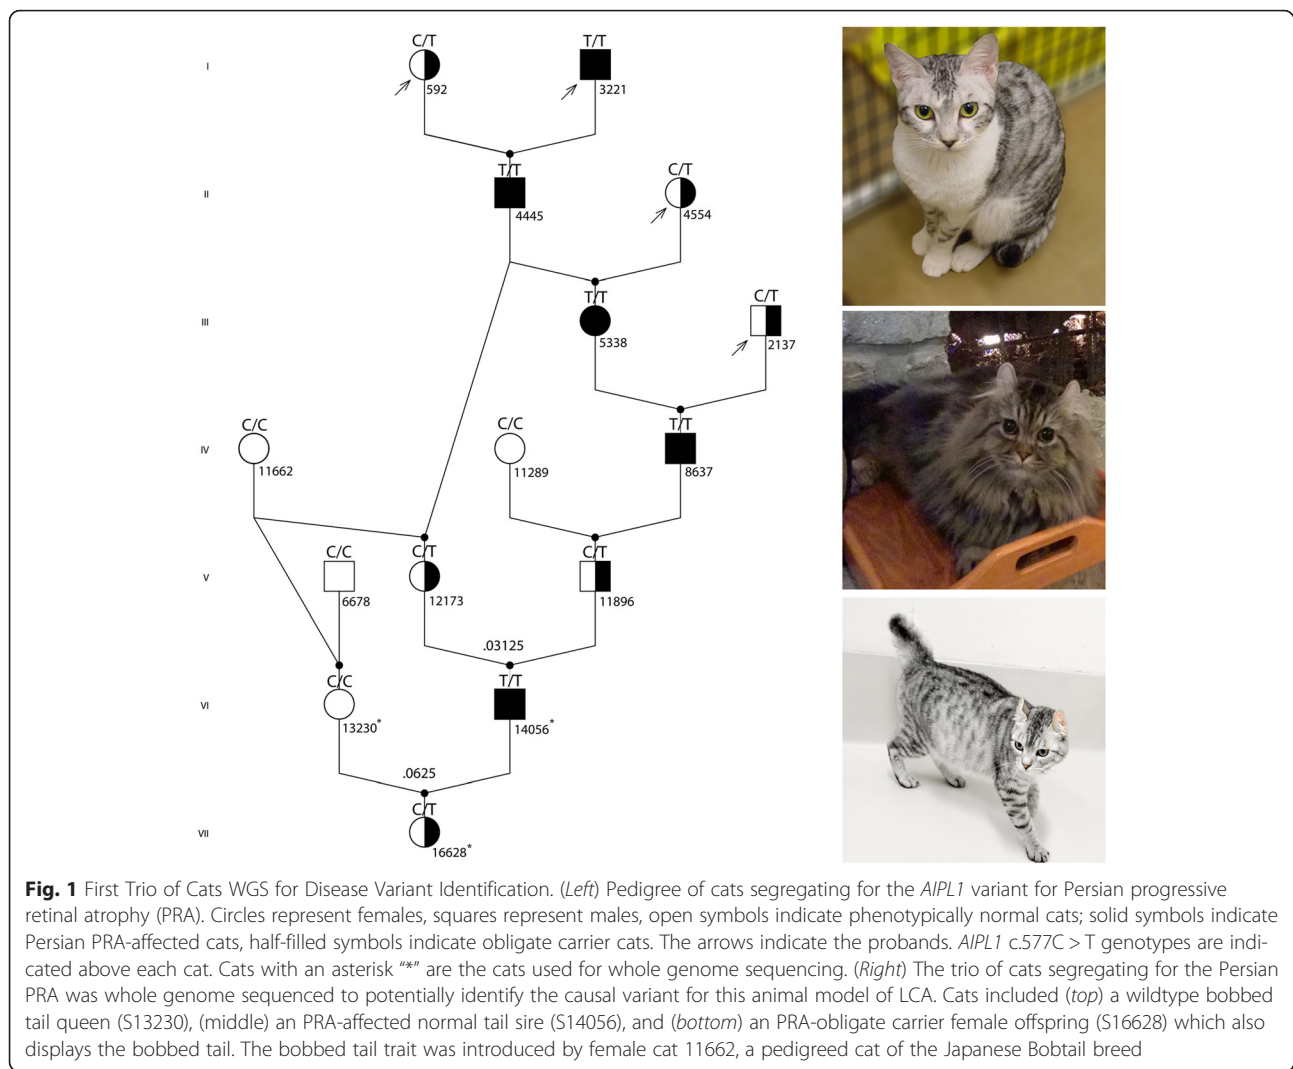 C/T
T/T
I
592
3221
T/T
C/T
II
4445
4554
T/T
C/T
III
5338
2137
C/C
C/C
T/T
IV
11662
11289
8637
C/C
C/T
C/T
V
6678
12173
11896
.03125
C/C
T/T
VI
13230*
14056*
.0625
C/T
VII
16628*
Fig. 1 First Trio of Cats WGS for Disease Variant Identification. (Left) Pedigree of cats segregating for the AIPL1 variant for Persian progressive
retinal atrophy (PRA). Circles represent females, squares represent males, open symbols indicate phenotypically normal cats; solid symbols indicate
Persian PRA-affected cats, half-filled symbols indicate obligate carrier cats. The arrows indicate the probands. AIPL1 c.577C > T genotypes are indi-
cated above each cat. Cats with an asterisk “*” are the cats used for whole genome sequencing. (Right) The trio of cats segregating for the Persian
PRA was whole genome sequenced to potentially identify the causal variant for this animal model of LCA. Cats included (top) a wildtype bobbed
tail queen (S13230), (middle) an PRA-affected normal tail sire (S14056), and (bottom) an PRA-obligate carrier female offspring (S16628) which also
displays the bobbed tail. The bobbed tail trait was introduced by female cat 11662, a pedigreed cat of the Japanese Bobtail breed